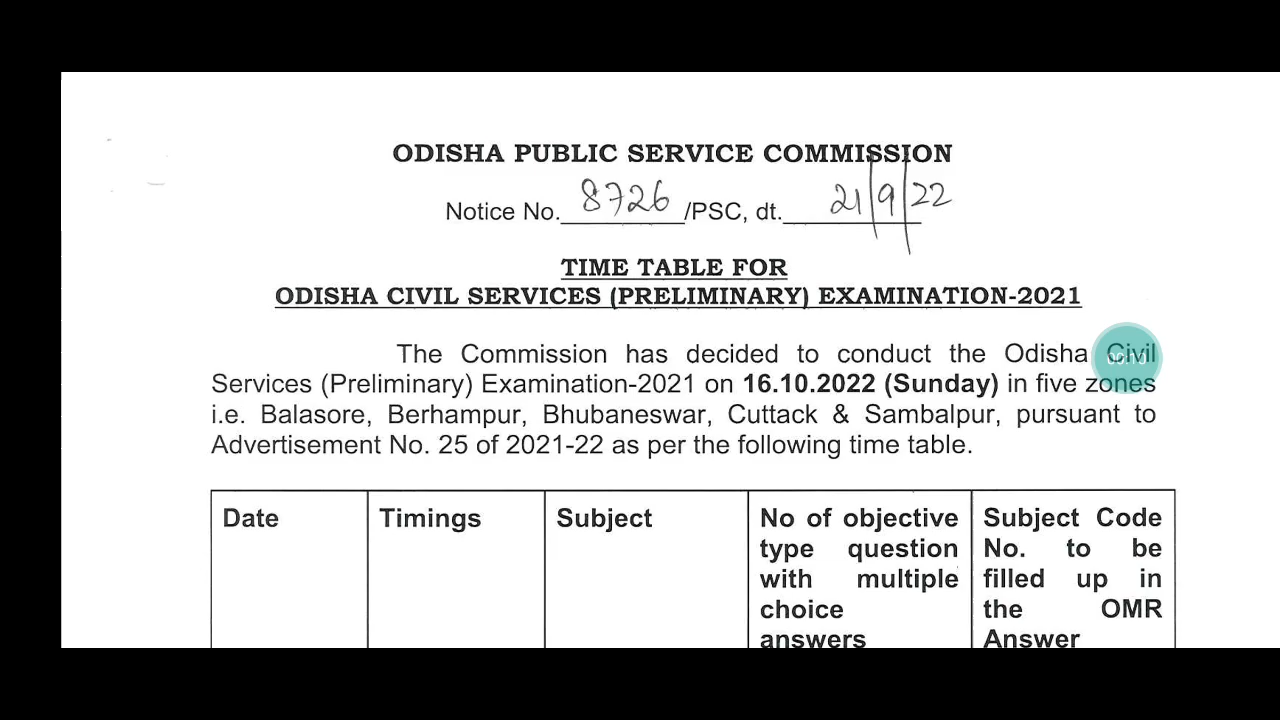 ODISHA PUBLIC SERVICE COMMISSION
Notice No. 8726 /PSC, dt. 21/9/22
TIME TABLE FOR
ODISHA CIVIL SERVICES (PRELIMINARY) EXAMINATION-2021
The Commission has decided to conduct the Odisha Civil
Services (Preliminary) Examination-2021 on 16.10.2022 (Sunday) in five zones
i.e. Balasore, Berhampur, Bhubaneswar, Cuttack & Sambalpur, pursuant to
Advertisement No. 25 of 2021-22 as per the following time table.
Date
Timings
Subject
No of objective
type question
with multiple
choice
answers
Subject Code
No. to be
filled up in
the OMR
Answer